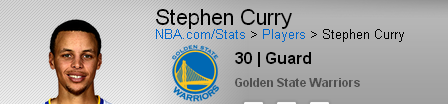 Stephen Curry
NBA.com/Stats > Players > Stephen Curry
GOLDEN STATE
WARRIORS
30 | Guard
Golden State Warriors